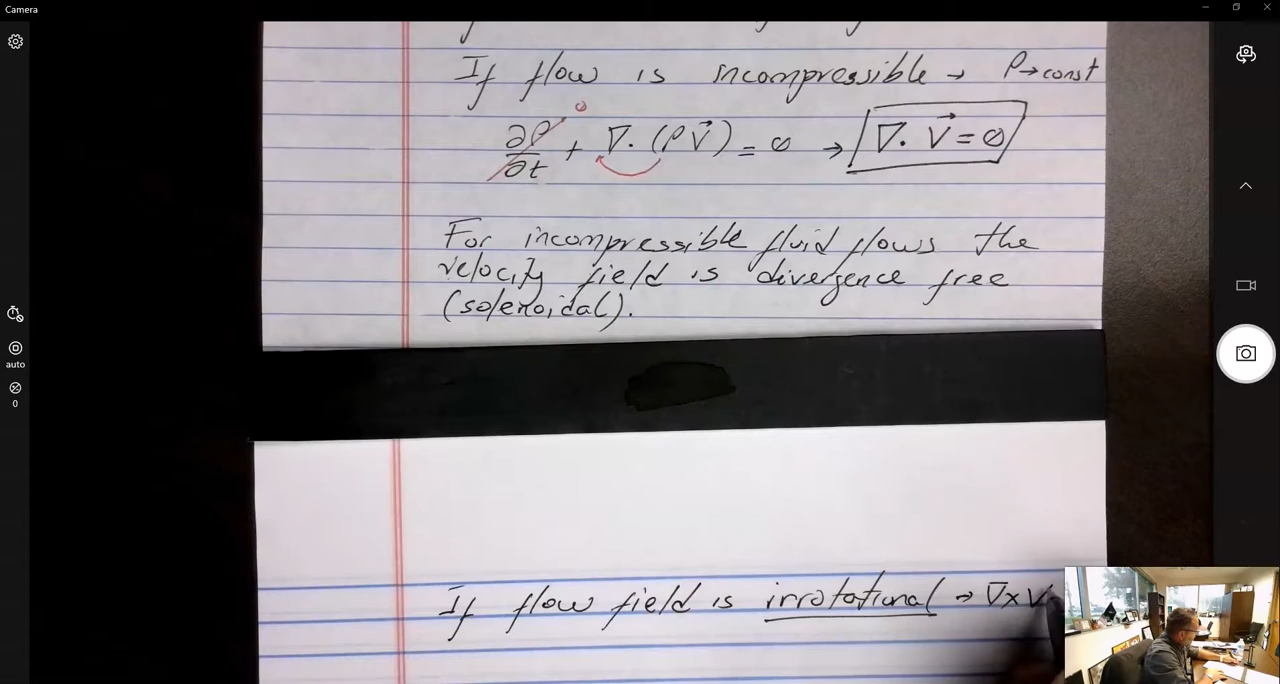 Camera
If flow is incompressible → ρ→const
∂ρ/∂t + ∇·(ρV⃗) = 0 → ∇·V⃗ = 0
0
For incompressible fluid flows the
velocity field is divergence free
(solenoidal).
auto
0
If flow field is irrotational → ∇×V